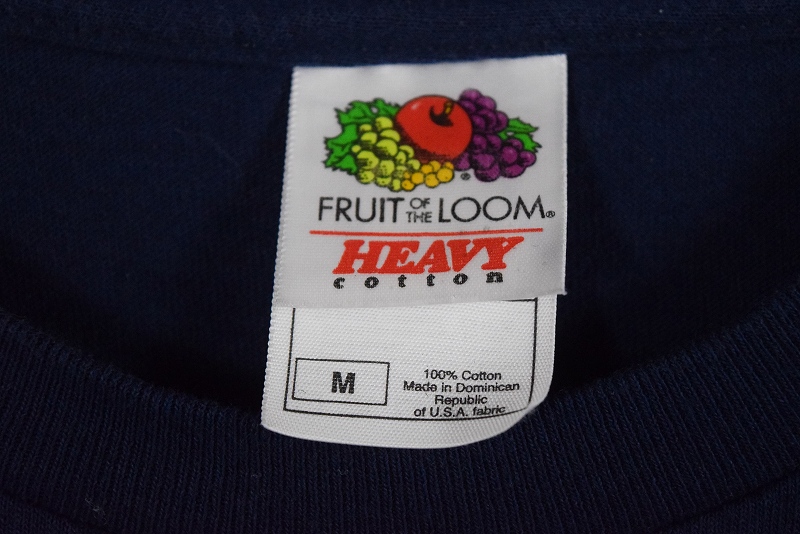 ®
FRUIT OF THE LOOM®
HEAVY
cotton
M
100% Cotton
Made in Dominican
Republic
of U.S.A. fabric